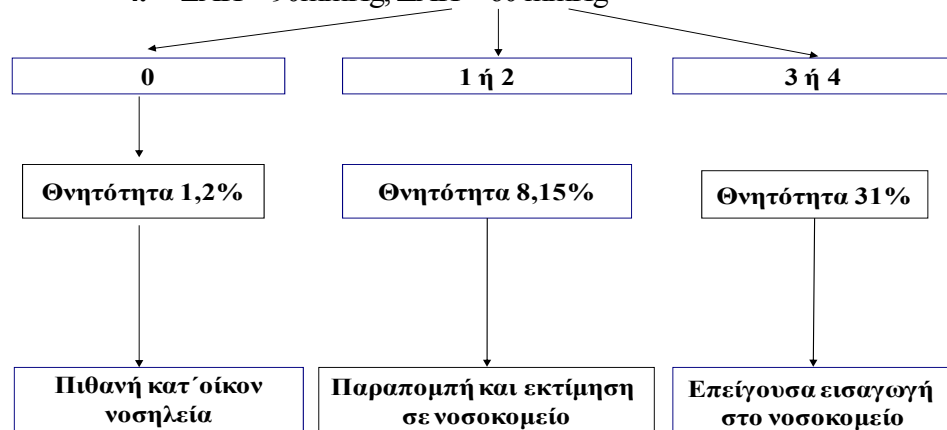 0
1 ή 2
3 ή 4
Θνητότητα 1,2%
Θνητότητα 8,15%
Θνητότητα 31%
Πιθανή κατ΄οίκον
νοσηλεία
Παραπομπή και εκτίμηση
σε νοσοκομείο
Επείγουσα εισαγωγή
στο νοσοκομείο